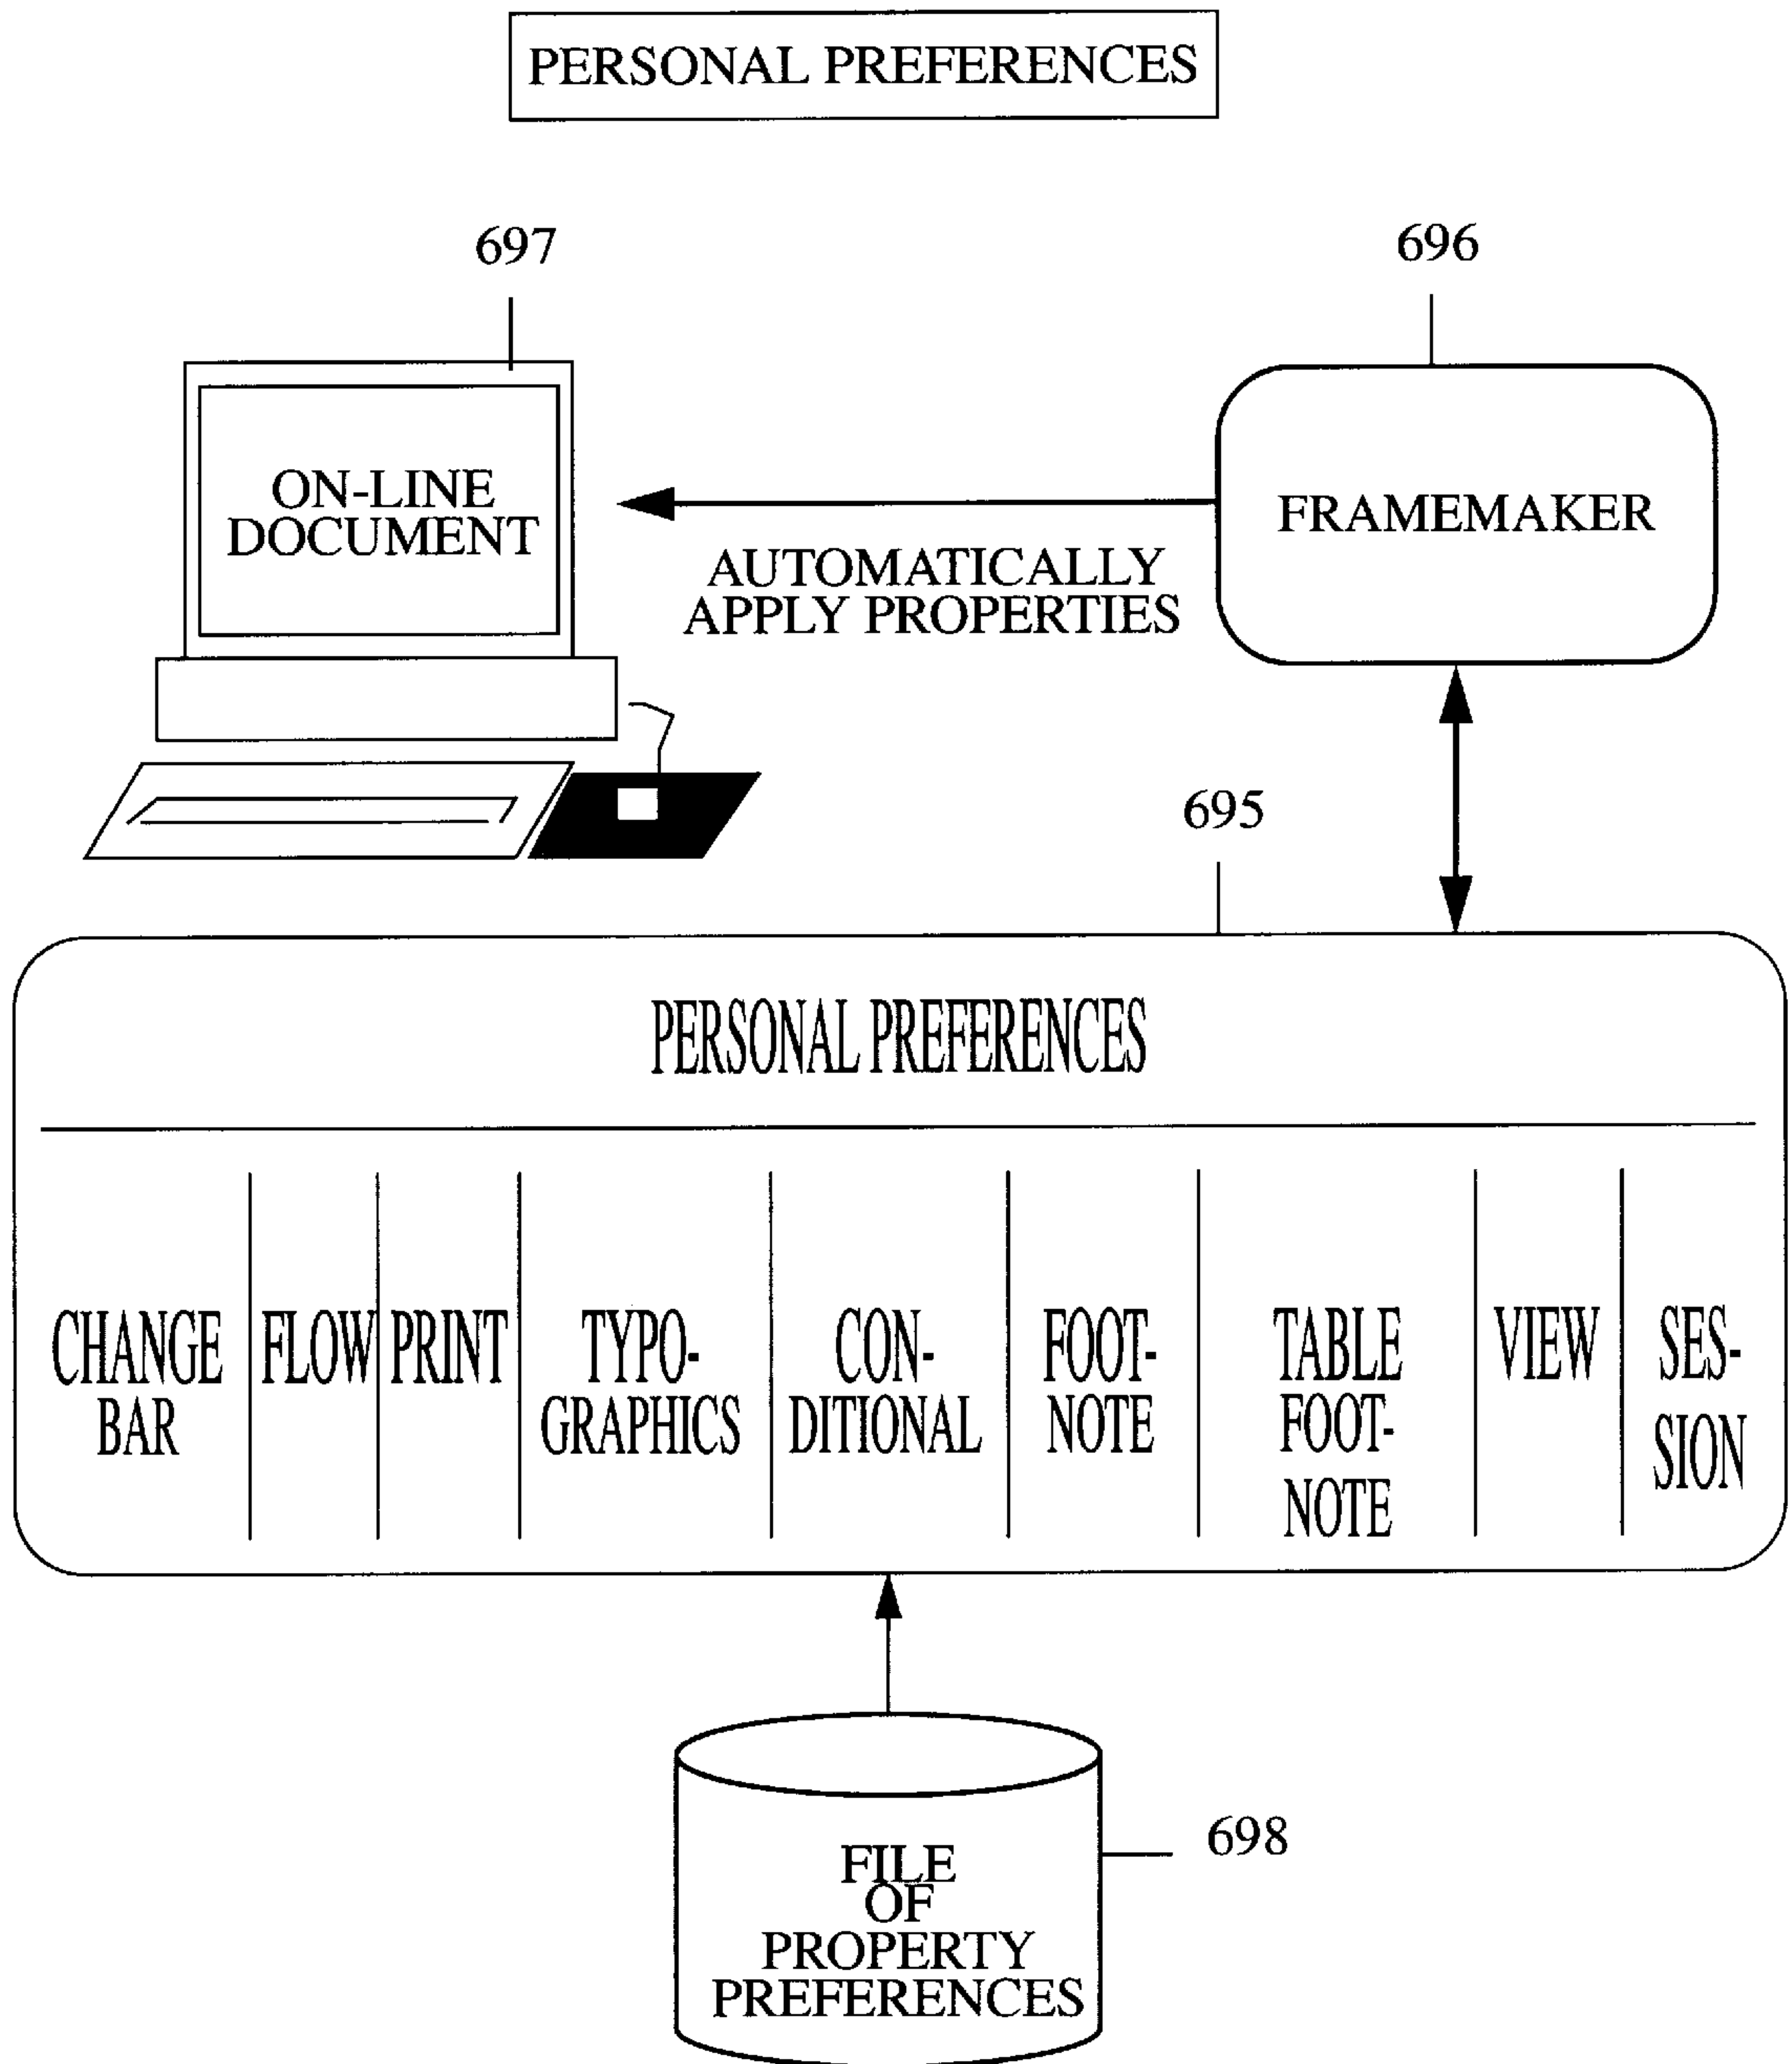 PERSONAL PREFERENCES
697
696
ON-LINE
DOCUMENT
FRAMEMAKER
AUTOMATICALLY
APPLY PROPERTIES
695
PERSONAL PREFERENCES
CHANGE
BAR
FLOW
PRINT
TYPO-
GRAPHICS
CON-
DITIONAL
FOOT-
NOTE
TABLE
FOOT-
NOTE
VIEW
SES-
SION
698
FILE
OF
PROPERTY
PREFERENCES